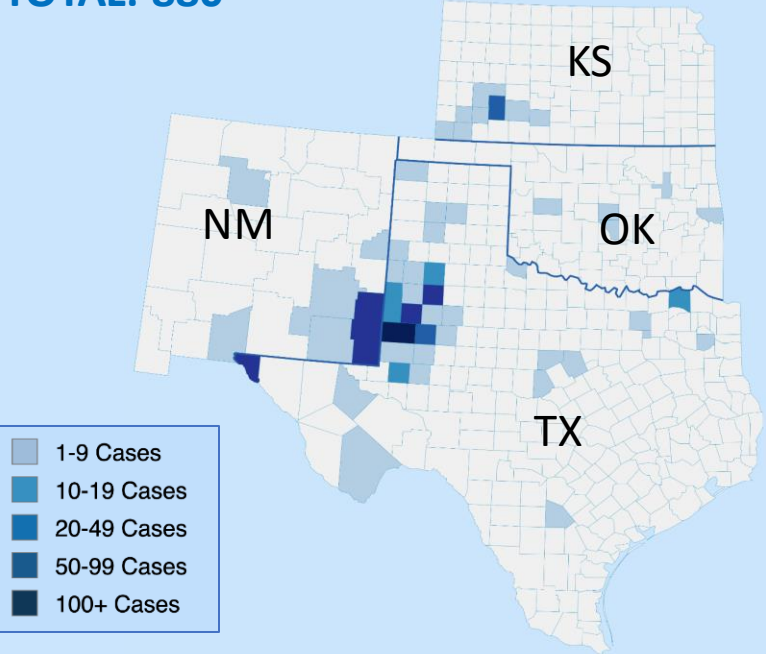 KS
NM
OK
TX
1-9 Cases
10-19 Cases
20-49 Cases
50-99 Cases
100+ Cases